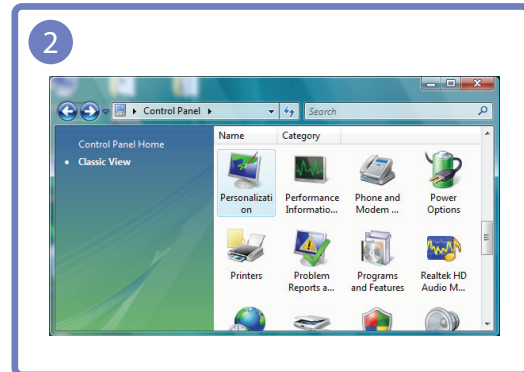 2
Control Panel
Search
Control Panel Home
Classic View
Name Category
Personalizati
on
Performance
Informatio...
Phone and
Modem ...
Power
Options
Printers
Problem
Reports a...
Programs
and Features
Realtek HD
Audio M...